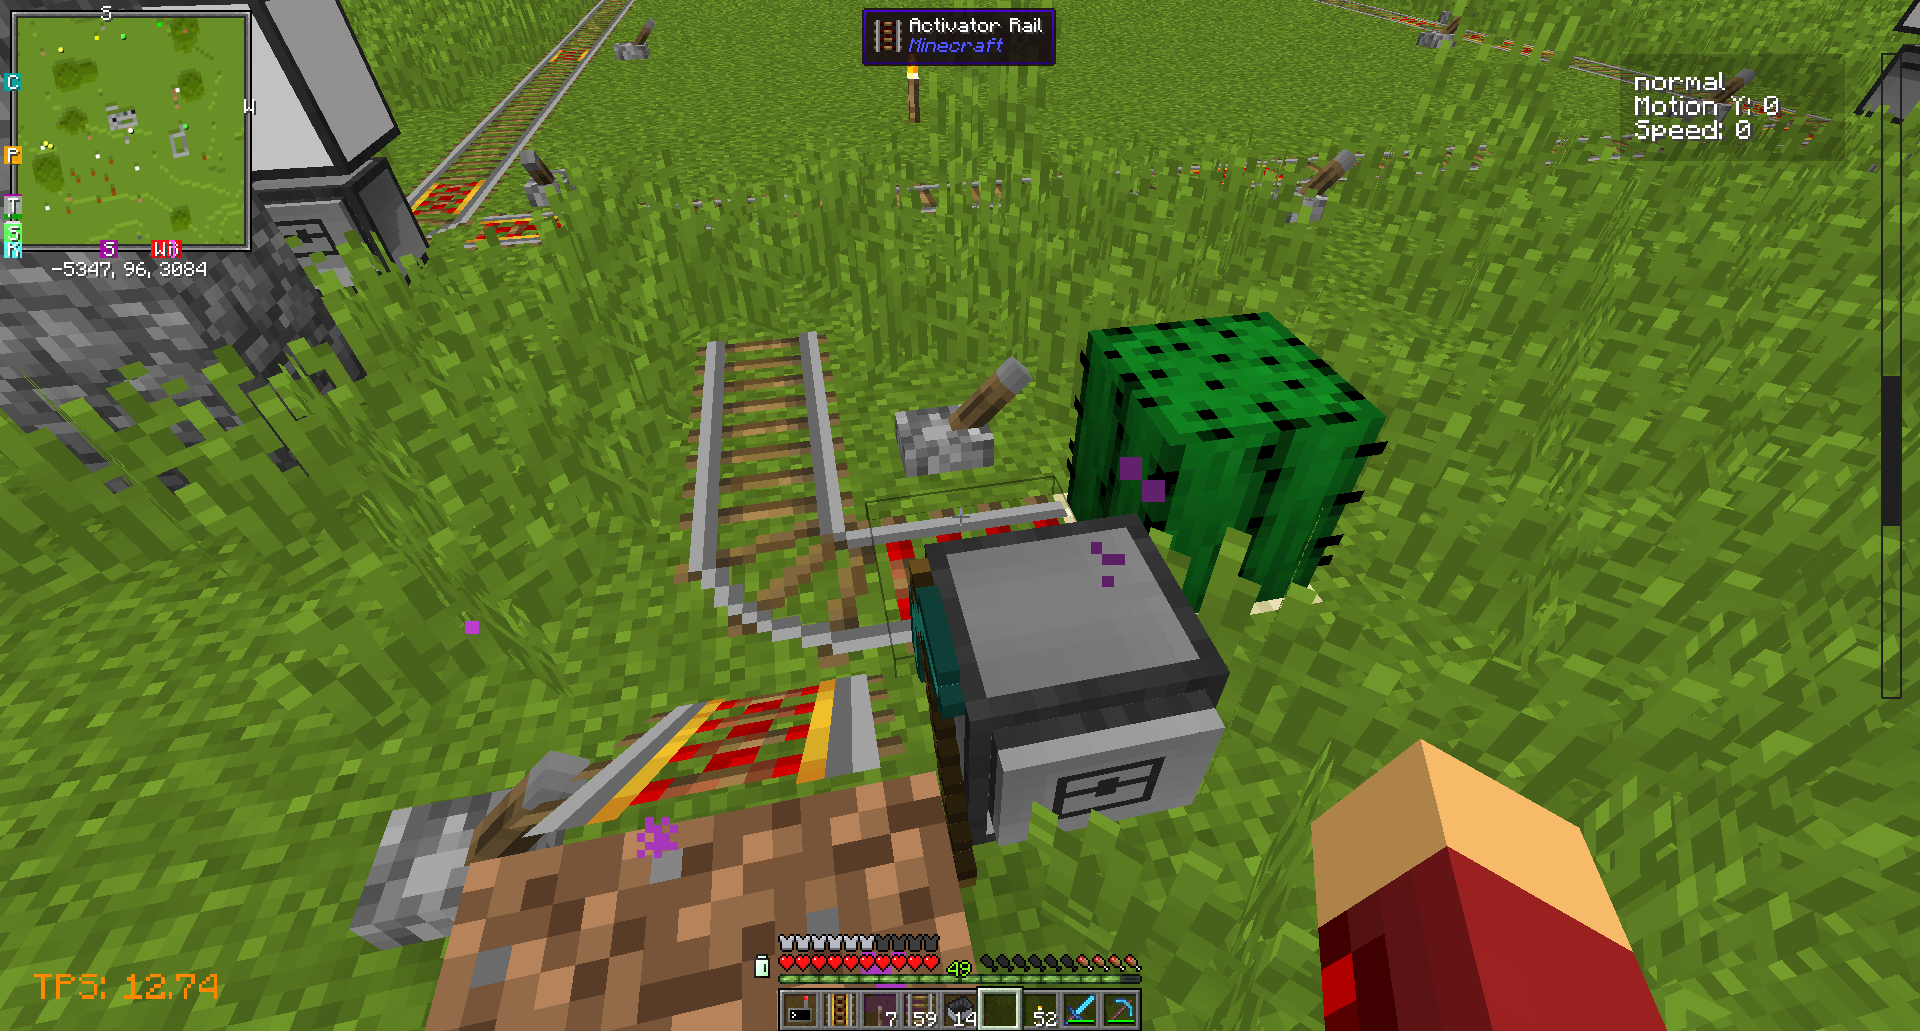 S
Activator Rail
Minecraft
normal
Motion Y: 0
Speed: 0
C
W
P
T
S
R
S
WR
-5347, 96, 3084
49
TPS: 12.74
7
59
14
52